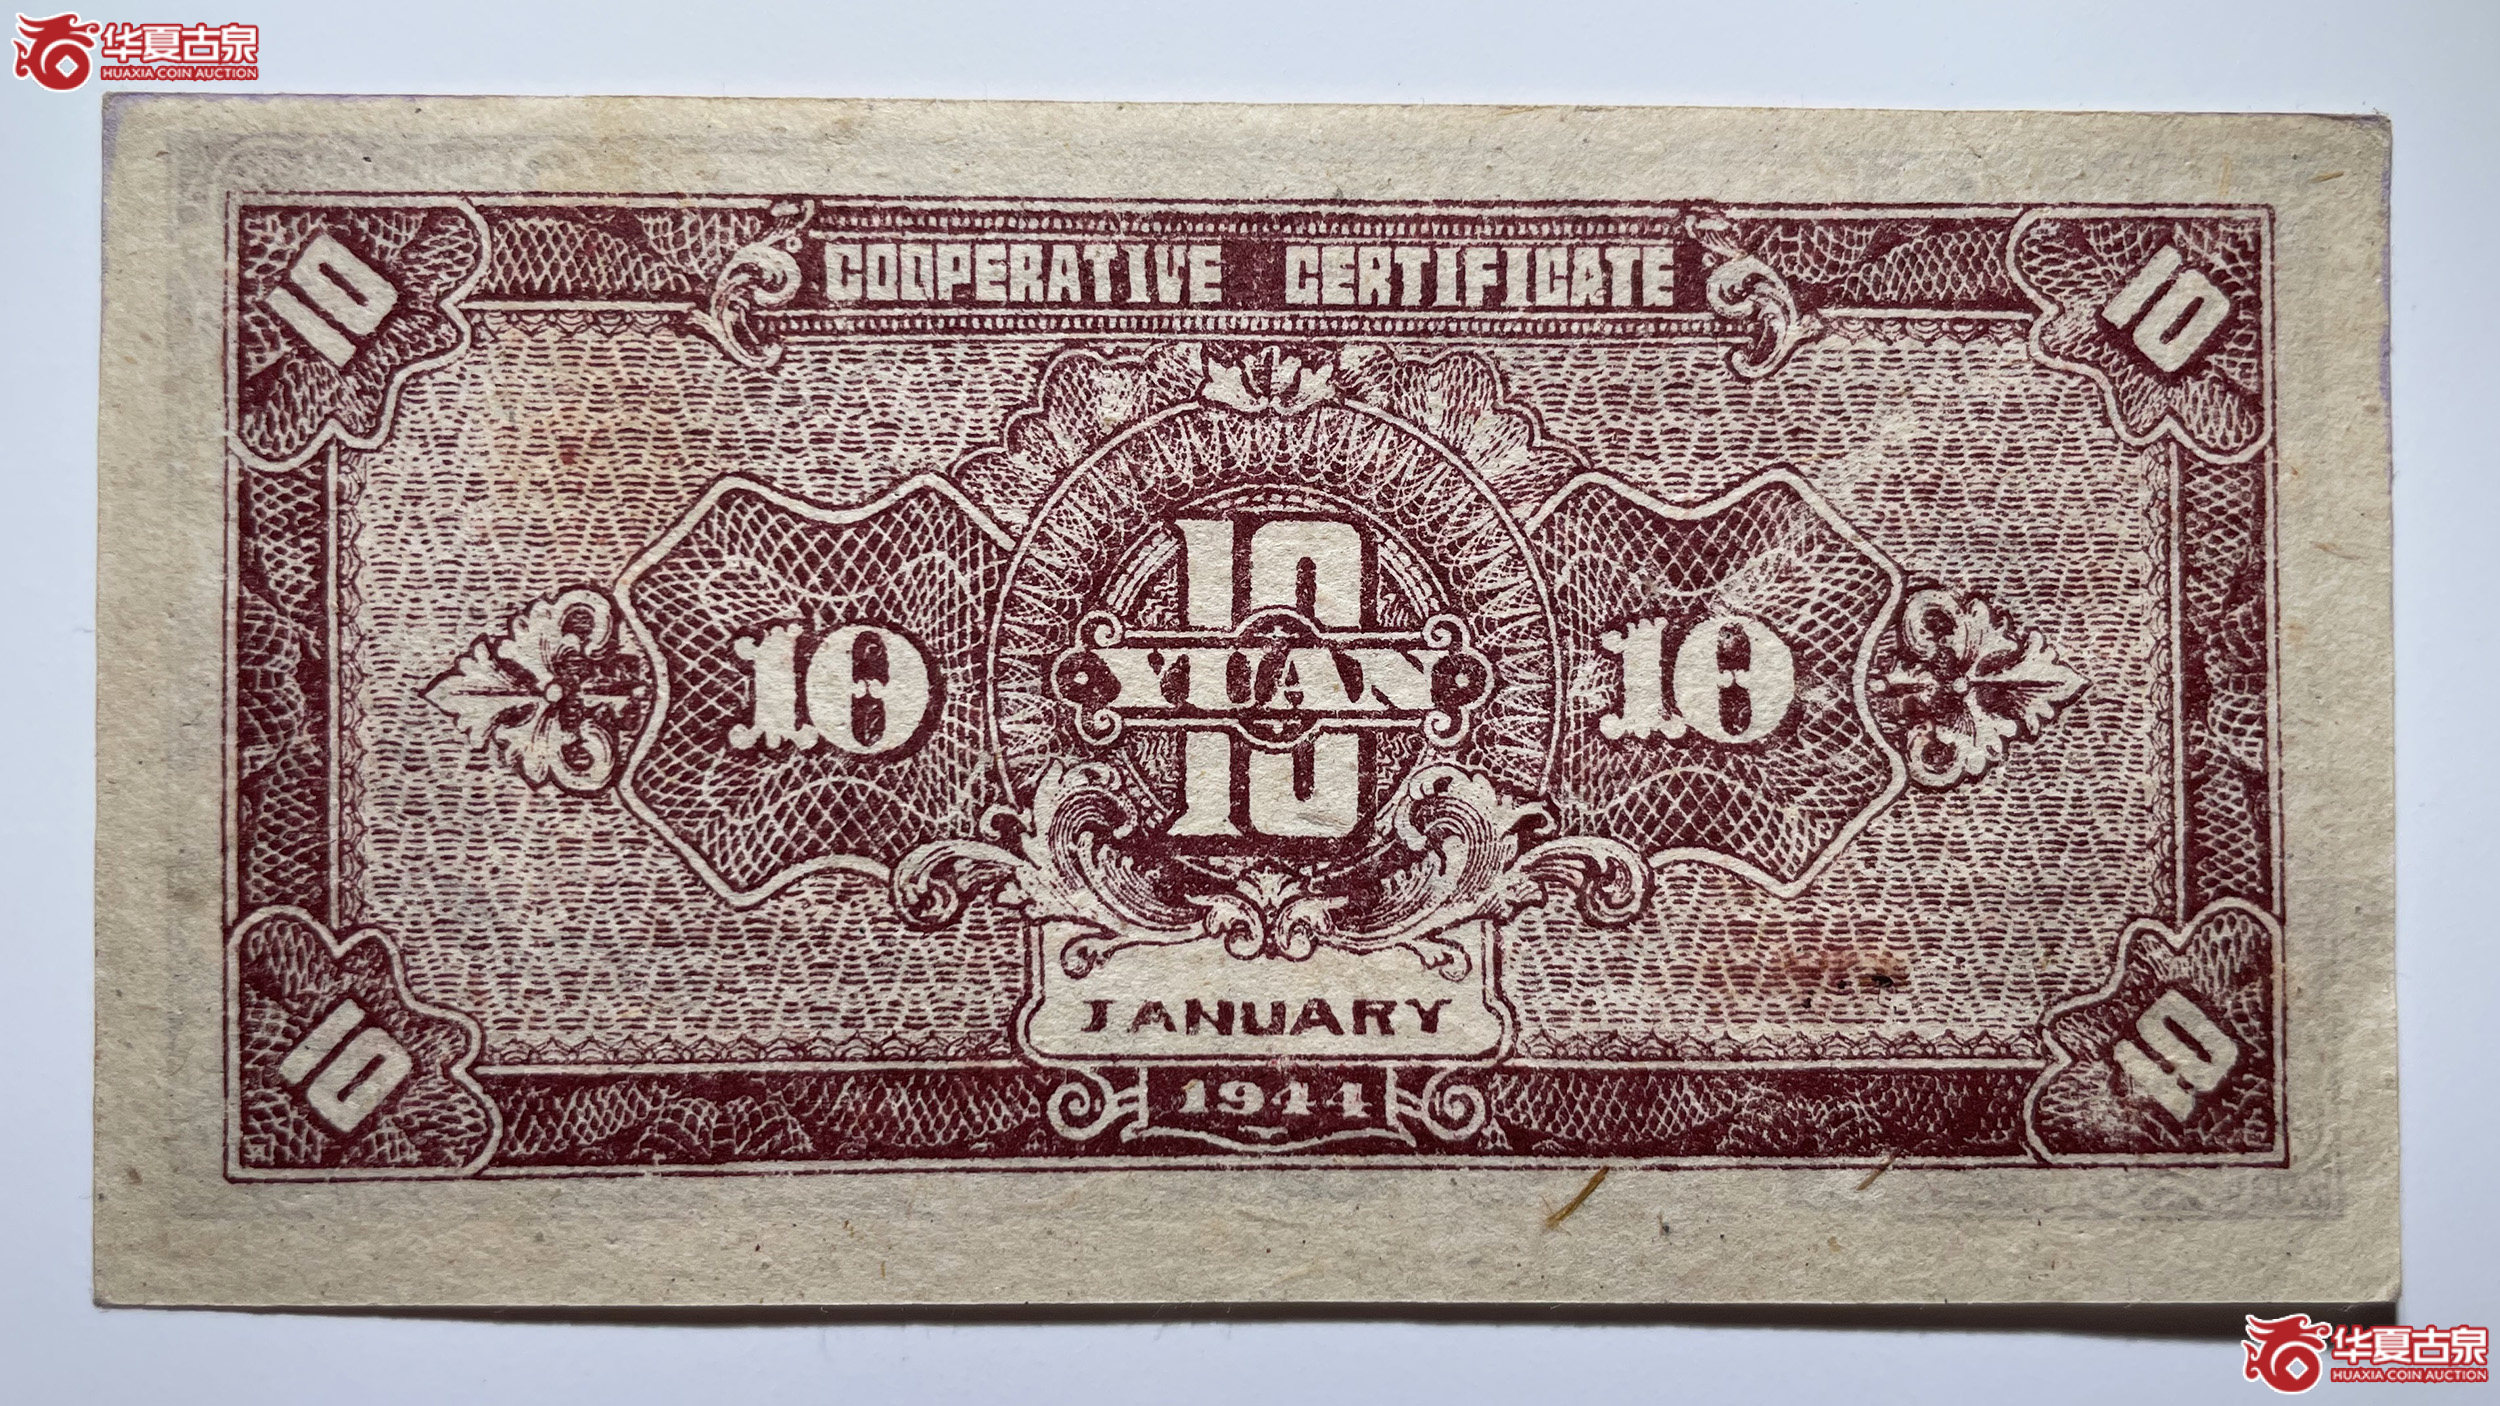 华夏古泉
HUAXIA COIN AUCTION
10
COOPERATIVE CERTIFICATE
10
10
10
YUAN
10
10
JANUARY
1944
10
10
华夏古泉
HUAXIA COIN AUCTION